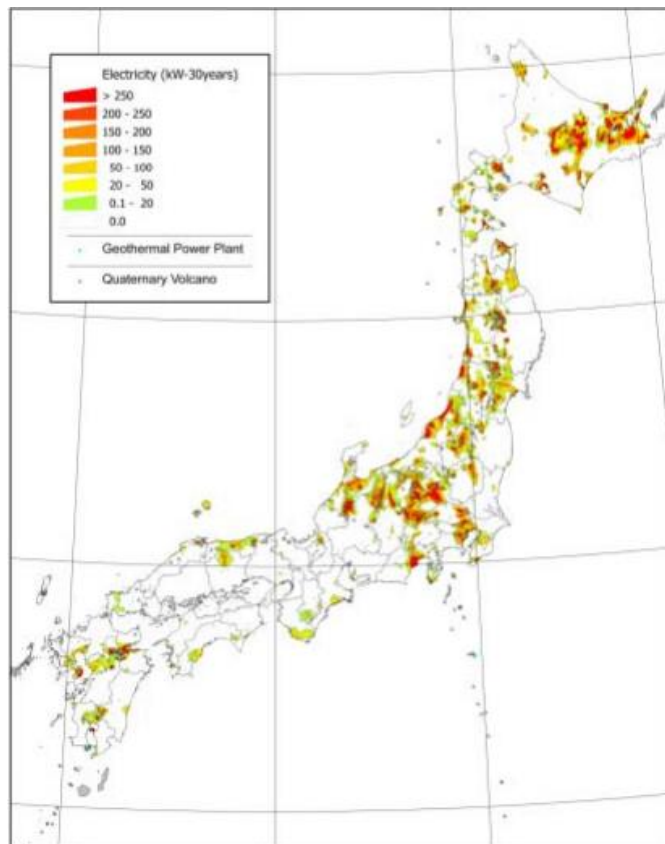 Electricity (kW-30years)
> 250
200 - 250
150 - 200
100 - 150
50 - 100
20 - 50
0.1 - 20
0.0
Geothermal Power Plant
Quaternary Volcano